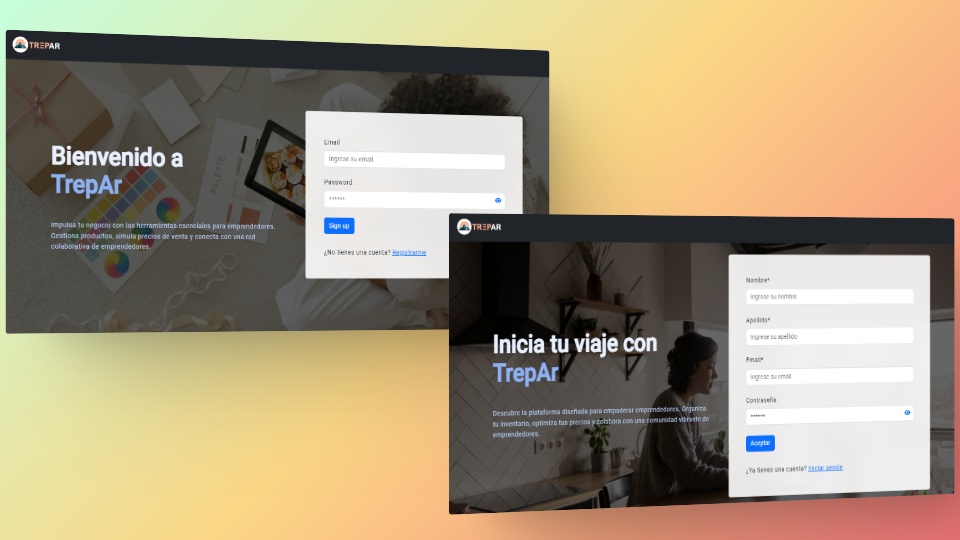 TREPAR
Bienvenido a
TrepAr
Impulsa tu negocio con las herramientas esenciales para emprendedores.
Gestiona productos, simula precios de venta y conecta con una red
colaborativa de emprendedores.
PALETTE
Email
Ingrese su email
Password
******
Sign up
¿No tienes una cuenta? Registrarme
TREPAR
Inicia tu viaje con
TrepAr
Descubre la plataforma diseñada para empoderar emprendedores. Organiza
tu inventario, optimiza tus precios y colabora con una comunidad vibrante de
emprendedores.
Nombre*
Ingrese su nombre
Apellido*
Ingrese su apellido
Email*
Ingrese su email
Contraseña
******
Aceptar
¿Ya tienes una cuenta? Iniciar sesión